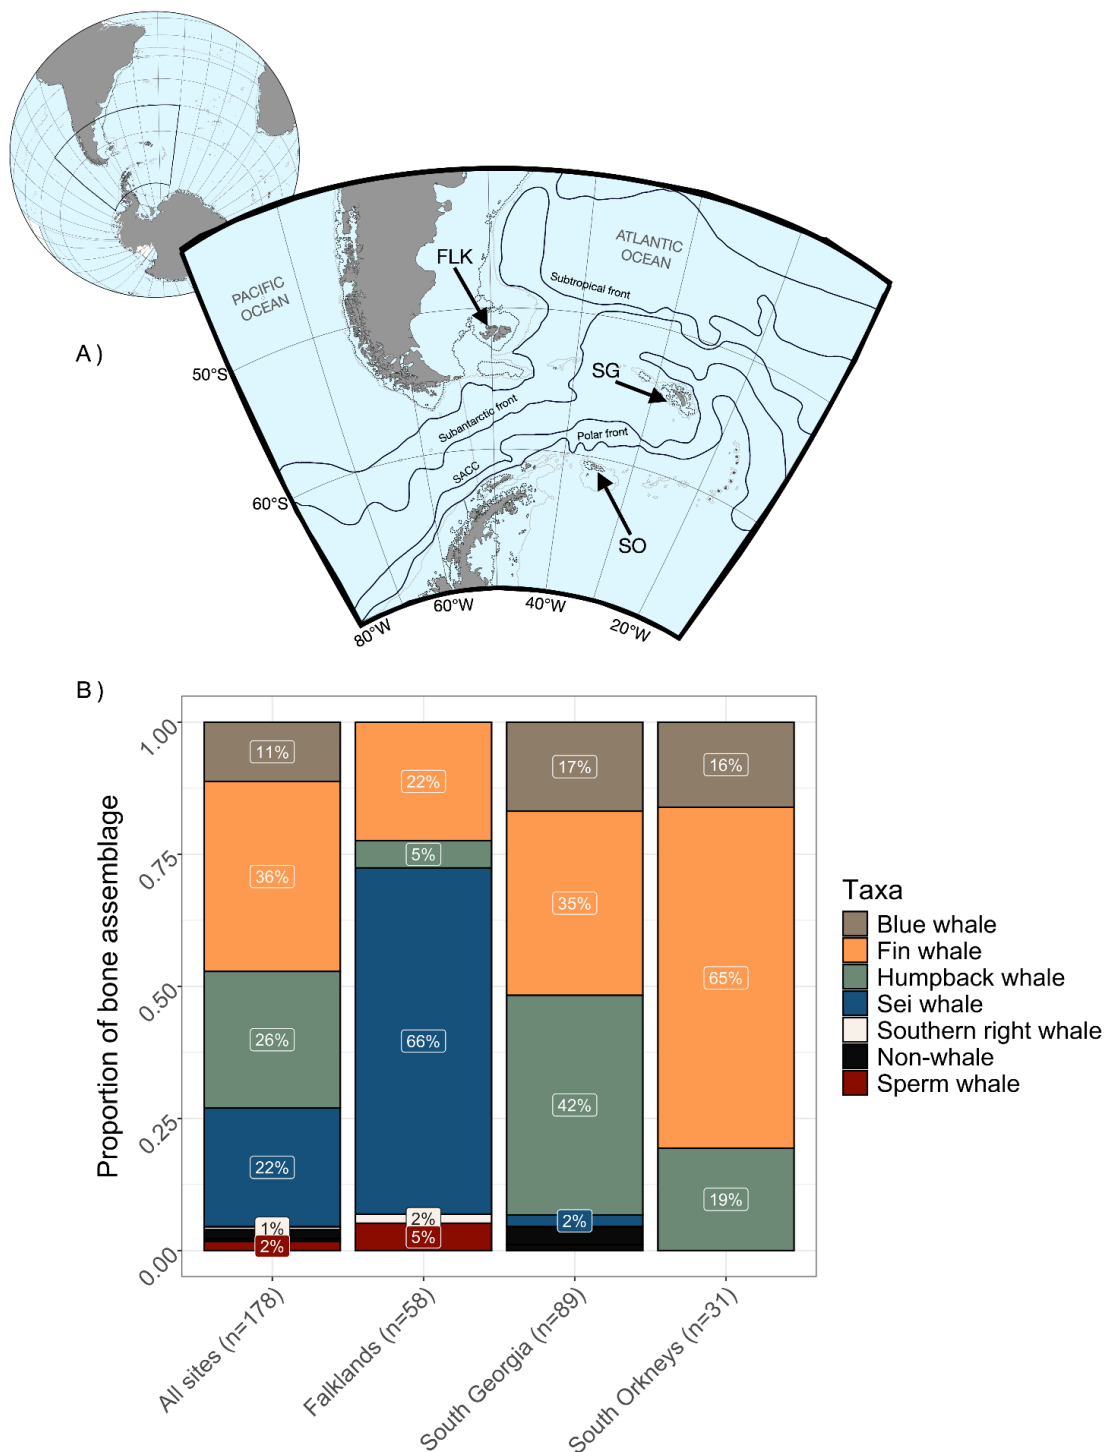 A)
PACIFIC
OCEAN
ATLANTIC
OCEAN
FLK
Subtropical front
SG
50°S
Subantarctic front
Polar front
SACC
60°S
SO
80°W
60°W
40°W
20°W
B)
Proportion of bone assemblage
1.00
0.75
0.50
0.25
0.00
11%
36%
26%
22%
1%
2%
22%
5%
66%
2%
5%
17%
35%
42%
2%
16%
65%
19%
All sites (n=178)
Falklands (n=58)
South Georgia (n=89)
South Orkneys (n=31)
Taxa
Blue whale
Fin whale
Humpback whale
Sei whale
Southern right whale
Non-whale
Sperm whale